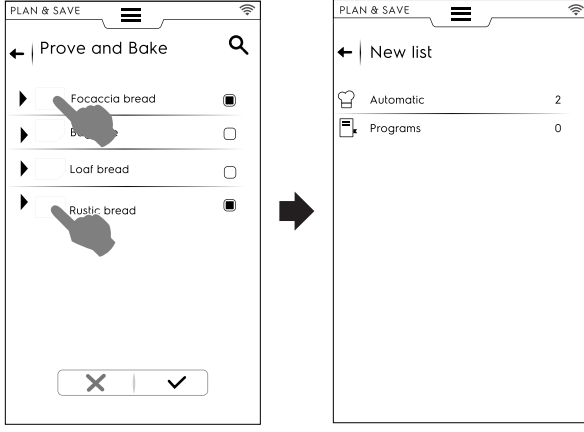 PLAN & SAVE
Prove and Bake
Focaccia bread
Loaf bread
Rustic bread
PLAN & SAVE
New list
Automatic 2
Programs 0